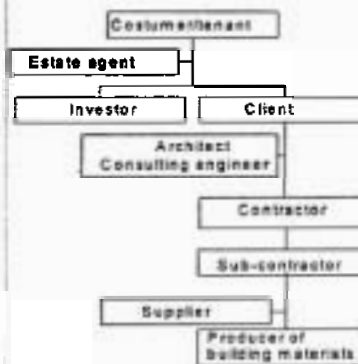 Costumer/tenant
Estate agent
Investor
Client
Architect
Consulting engineer
Contractor
Sub-contractor
Supplier
Producer of
building materials